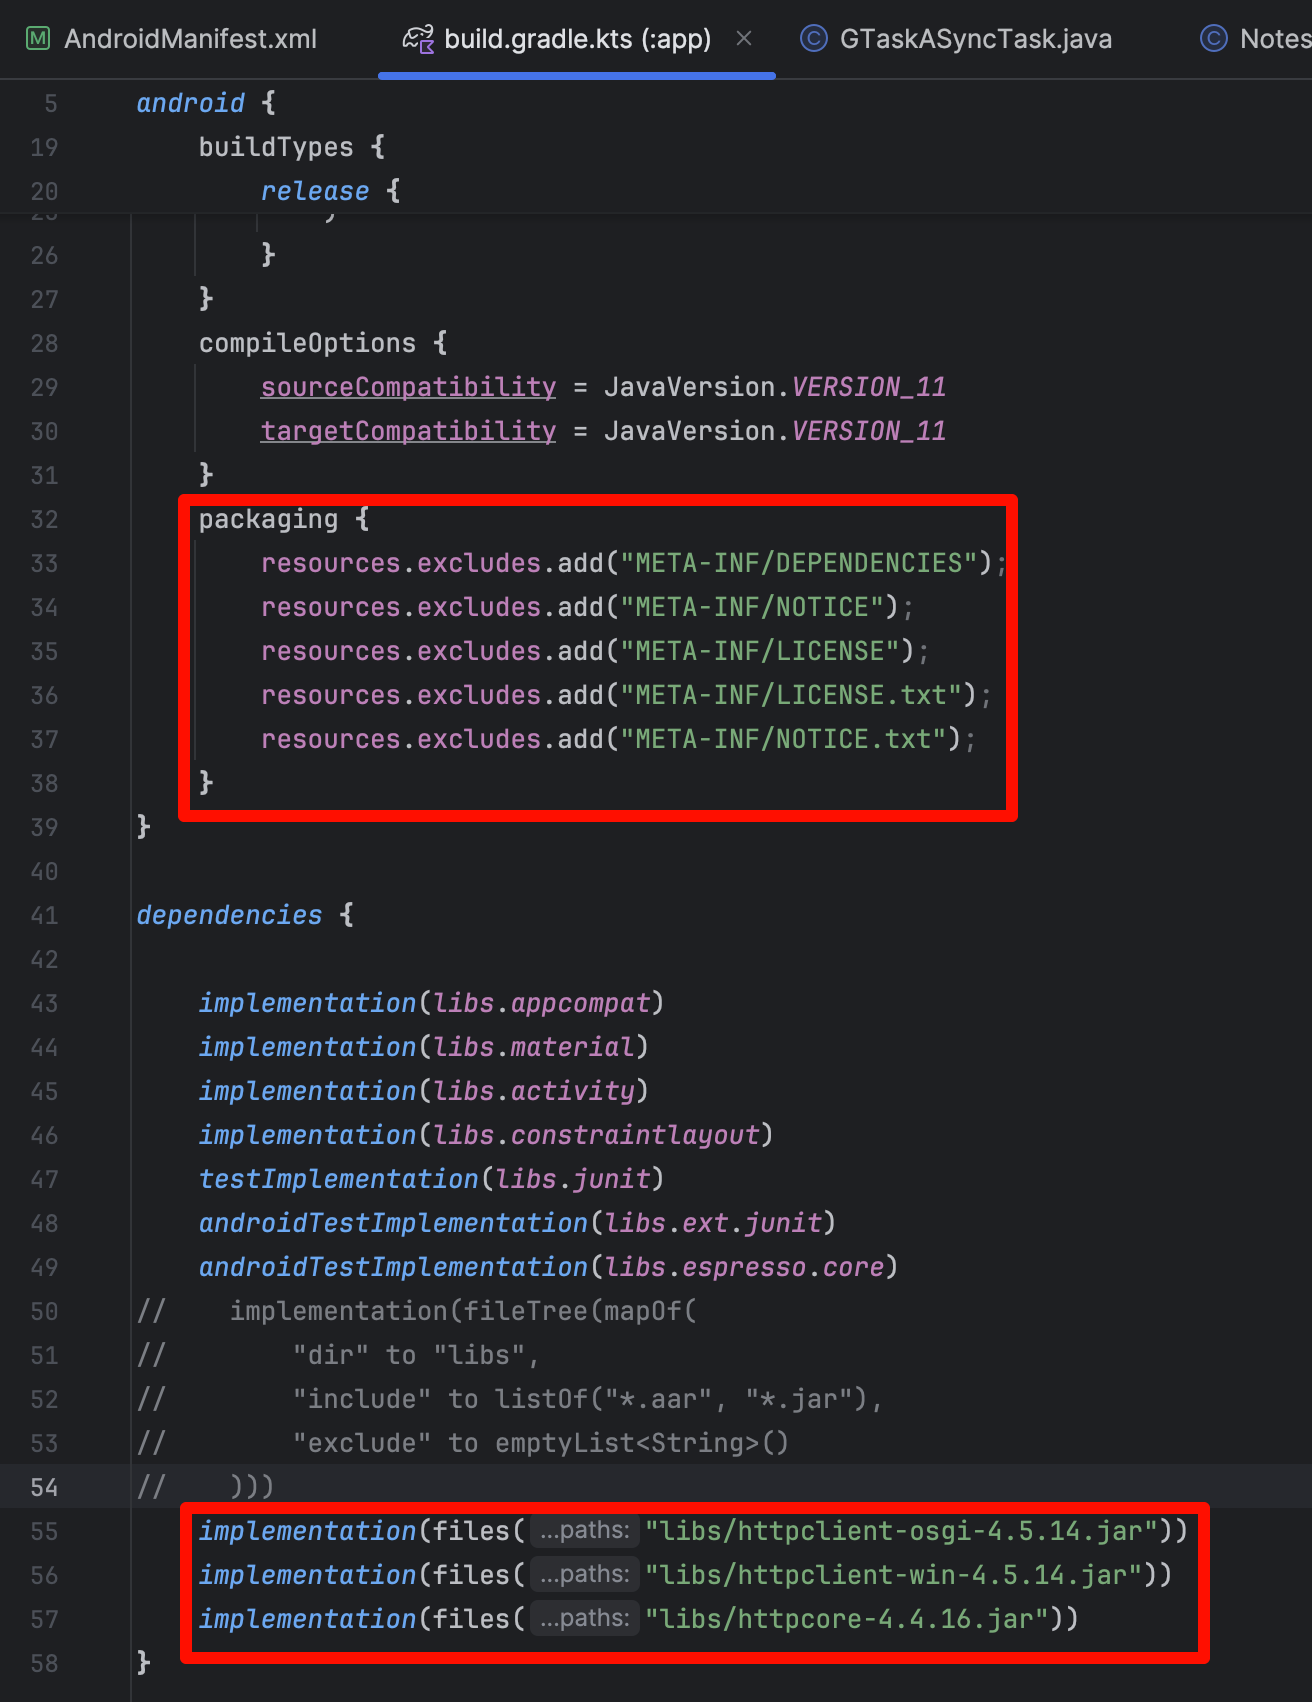 AndroidManifest.xml
build.gradle.kts (:app)
GTaskASyncTask.java
Notes
5 android {
19 buildTypes {
20 release {
26 }
27 }
28 compileOptions {
29 sourceCompatibility = JavaVersion.VERSION_11
30 targetCompatibility = JavaVersion.VERSION_11
31 }
32 packaging {
33 resources.excludes.add("META-INF/DEPENDENCIES");
34 resources.excludes.add("META-INF/NOTICE");
35 resources.excludes.add("META-INF/LICENSE");
36 resources.excludes.add("META-INF/LICENSE.txt");
37 resources.excludes.add("META-INF/NOTICE.txt");
38 }
39 }
40
41 dependencies {
42
43 implementation(libs.appcompat)
44 implementation(libs.material)
45 implementation(libs.activity)
46 implementation(libs.constraintlayout)
47 testImplementation(libs.junit)
48 androidTestImplementation(libs.ext.junit)
49 androidTestImplementation(libs.espresso.core)
50 // implementation(fileTree(mapOf(
51 // "dir" to "libs",
52 // "include" to listOf("*.aar", "*.jar"),
53 // "exclude" to emptyList<String>()
54 // )))
55 implementation(files( ...paths: "libs/httpclient-osgi-4.5.14.jar"))
56 implementation(files( ...paths: "libs/httpclient-win-4.5.14.jar"))
57 implementation(files( ...paths: "libs/httpcore-4.4.16.jar"))
58 }